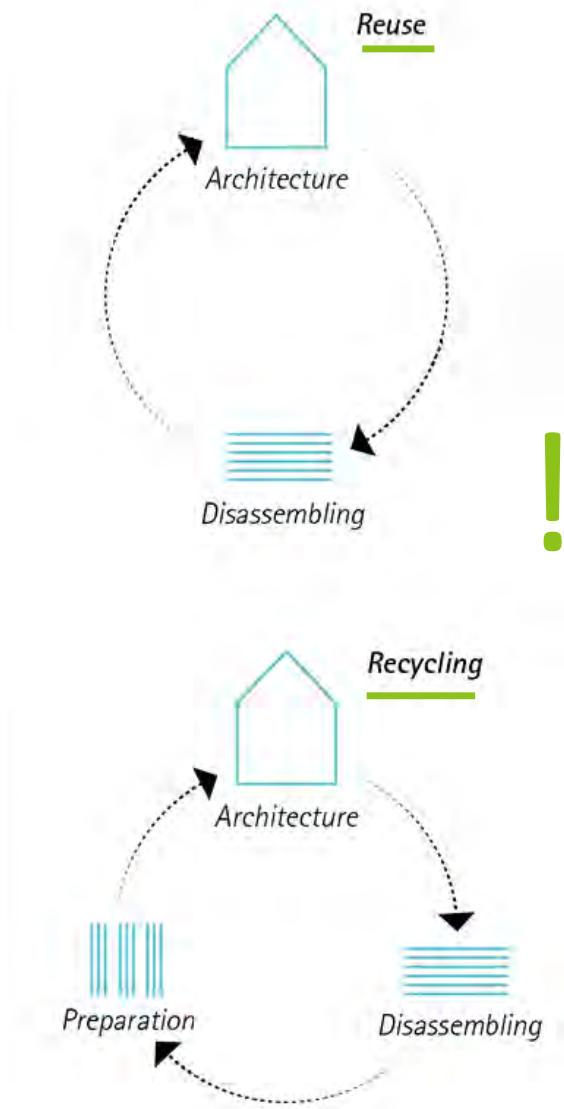 Reuse
Architecture
Disassembling
!
Recycling
Architecture
Preparation
Disassembling